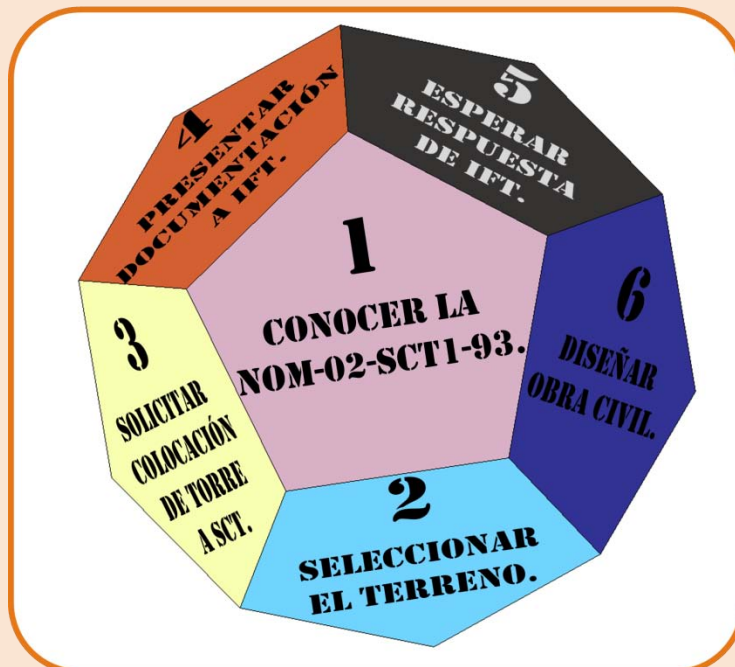 1
CONOCER LA
NOM-02-SCT1-93.
2
SELECCIONAR
EL TERRENO.
3
SOLICITAR
COLOCACIÓN
DE TORRE
A SCT.
4
PRESENTAR
DOCUMENTACIÓN
A IFT.
5
ESPERAR
RESPUESTA
DE IFT.
6
DISEÑAR
OBRA CIVIL.